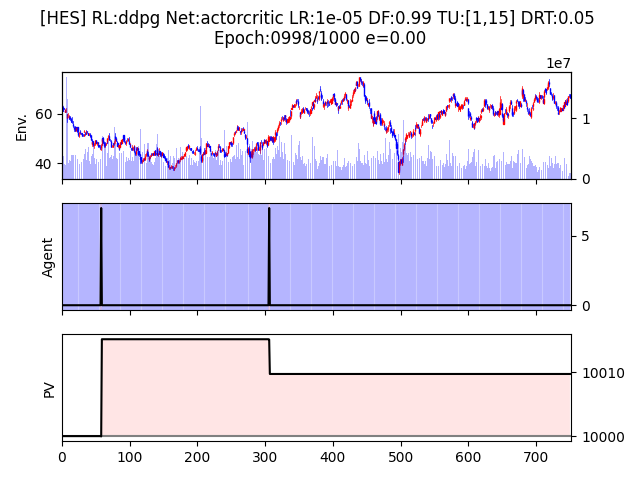 [HES] RL:ddpg Net:actorcritic LR:1e-05 DF:0.99 TU:[1,15] DRT:0.05
Epoch:0998/1000 e=0.00
1e7
60
40
Env.
1
0
Agent
5
0
PV
10010
10000
0 100 200 300 400 500 600 700